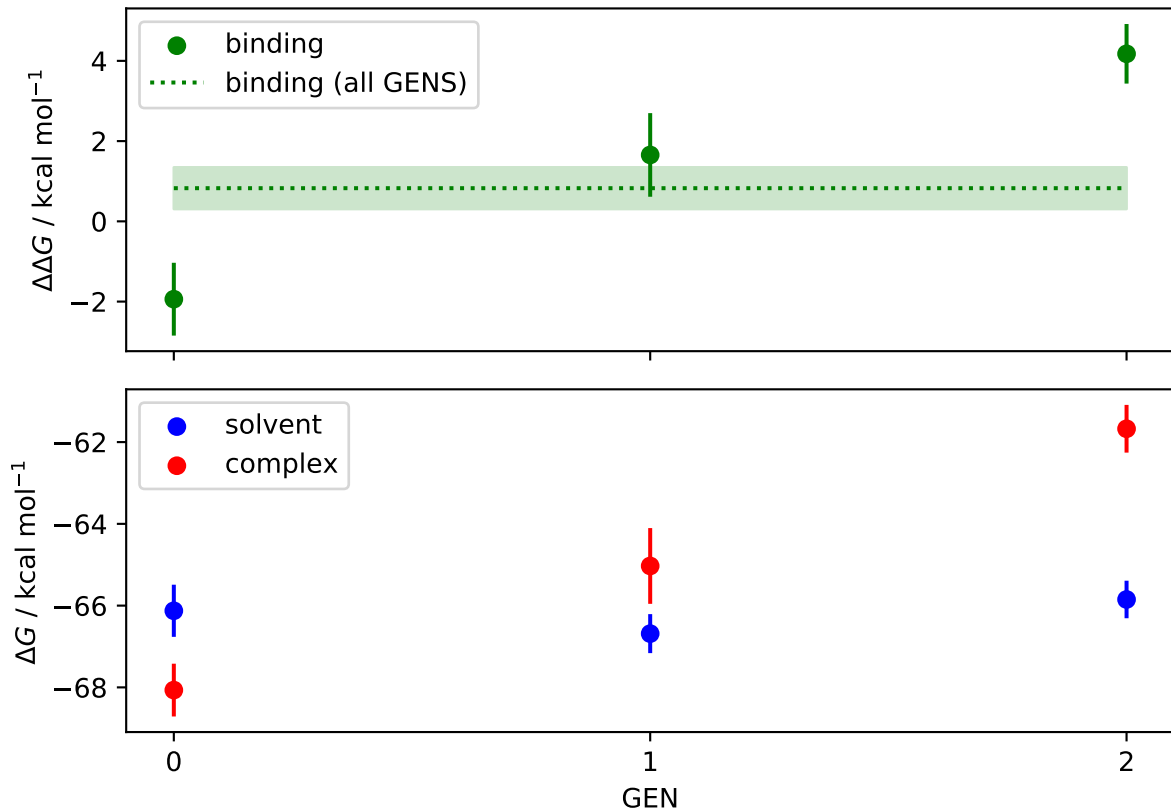 binding
binding (all GENS)
ΔΔG / kcal mol⁻¹
4
2
0
−2
solvent
complex
ΔG / kcal mol⁻¹
−62
−64
−66
−68
0 1 2
GEN